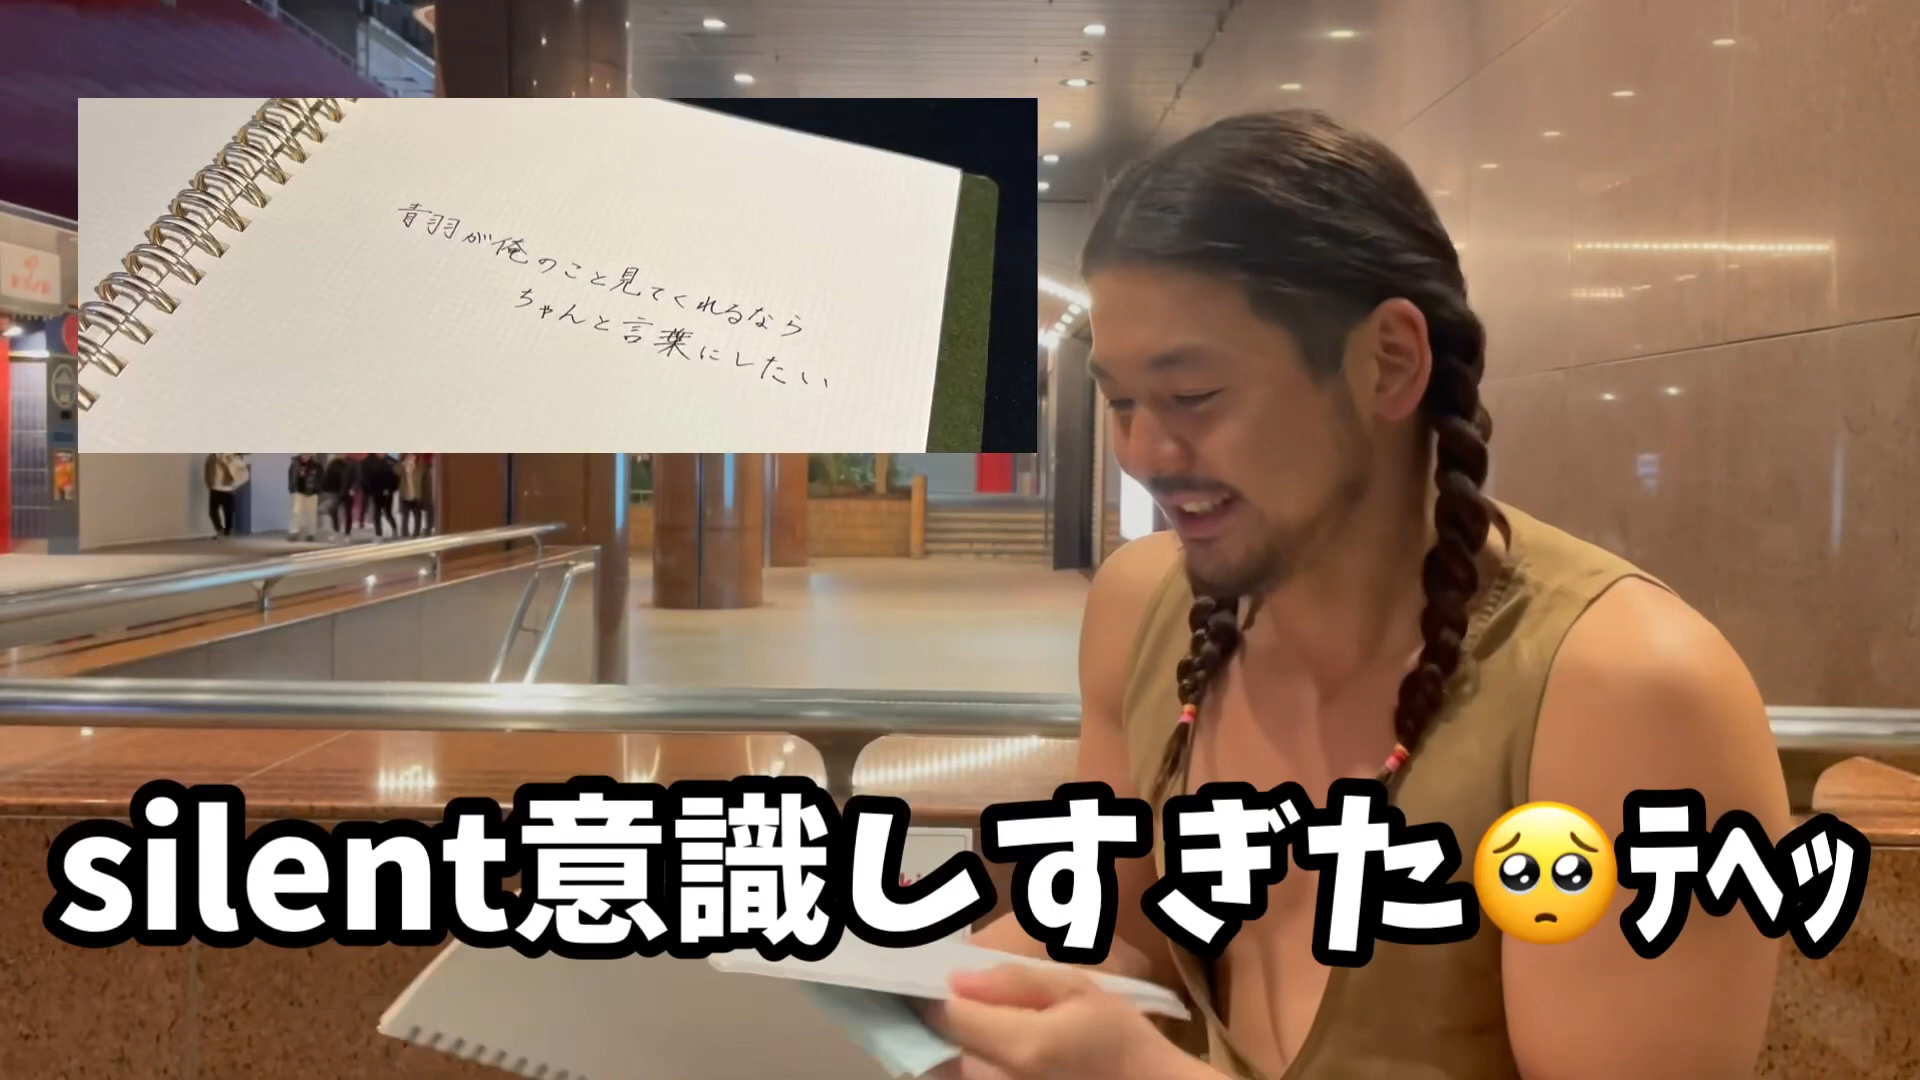 青羽が俺のこと見てくれるなら
ちゃんと言葉にしたい
silent意識しすぎた🥺ﾃﾍｯ